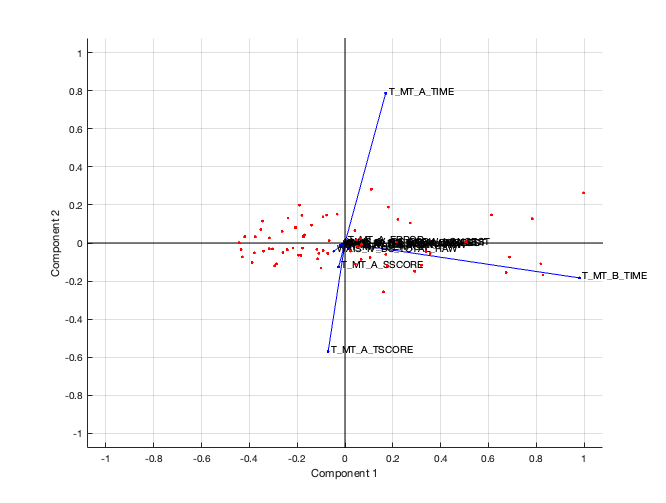 1
0.8
0.6
0.4
0.2
0
-0.2
-0.4
-0.6
-0.8
-1
Component 2
T_MT_A_TIME
T_MT_A_ERROR
T_MT_A_SSCORE
T_MT_B_TIME
T_MT_A_TSCORE
-1 -0.8 -0.6 -0.4 -0.2 0 0.2 0.4 0.6 0.8 1
Component 1